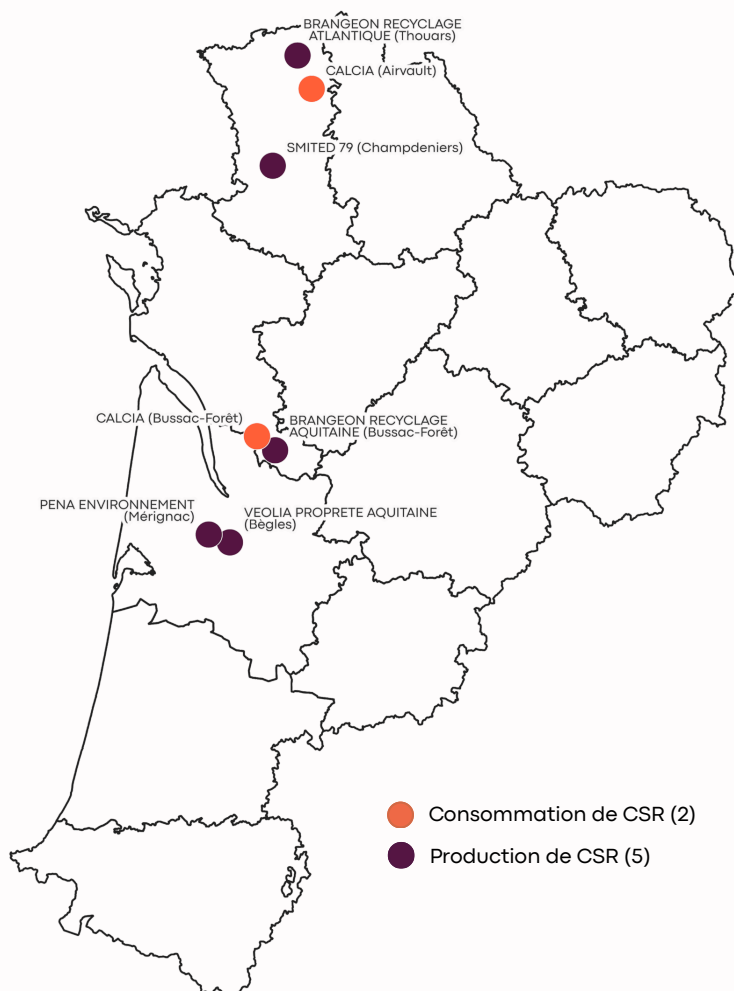 BRANGEON RECYCLAGE
ATLANTIQUE (Thouars)
CALCIA (Airvault)
SMITED 79 (Champdeniers)
CALCIA (Bussac-Forêt)
BRANGEON RECYCLAGE
AQUITAINE (Bussac-Forêt)
PENA ENVIRONNEMENT
(Mérignac)
VEOLIA PROPRETE AQUITAINE
(Bègles)
Consommation de CSR (2)
Production de CSR (5)